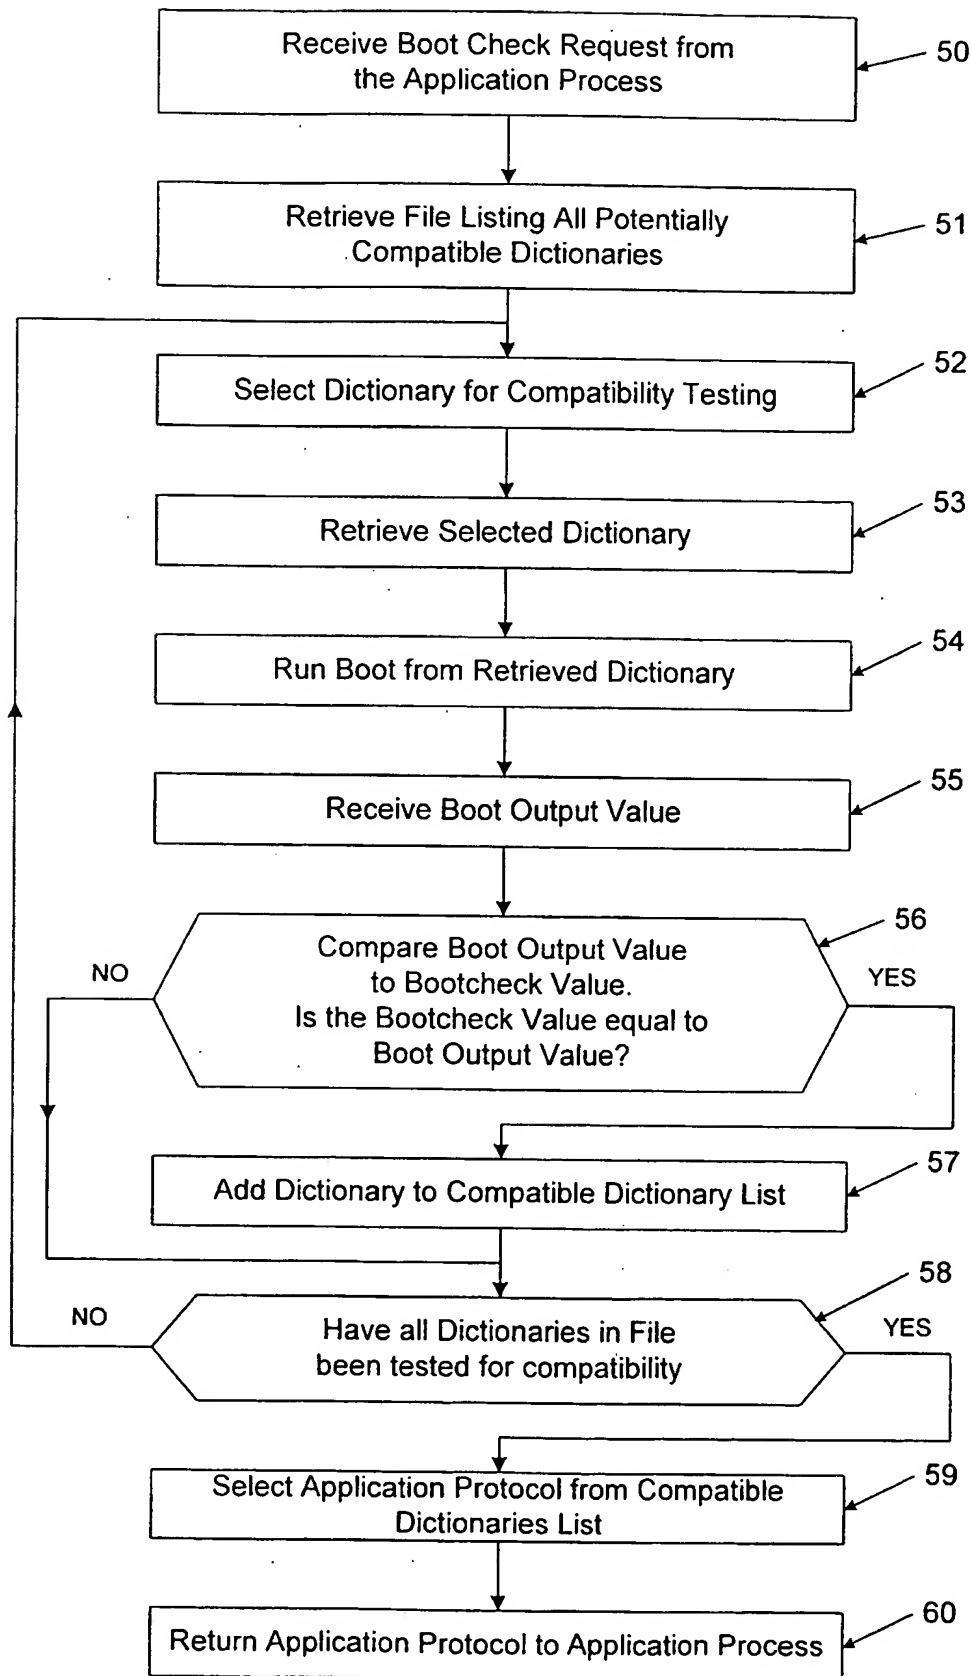 Receive Boot Check Request from
the Application Process
50
Retrieve File Listing All Potentially
Compatible Dictionaries
51
Select Dictionary for Compatibility Testing
52
Retrieve Selected Dictionary
53
Run Boot from Retrieved Dictionary
54
Receive Boot Output Value
55
Compare Boot Output Value
to Bootcheck Value.
Is the Bootcheck Value equal to
Boot Output Value?
56
NO
YES
Add Dictionary to Compatible Dictionary List
57
Have all Dictionaries in File
been tested for compatibility
58
NO
YES
Select Application Protocol from Compatible
Dictionaries List
59
Return Application Protocol to Application Process
60